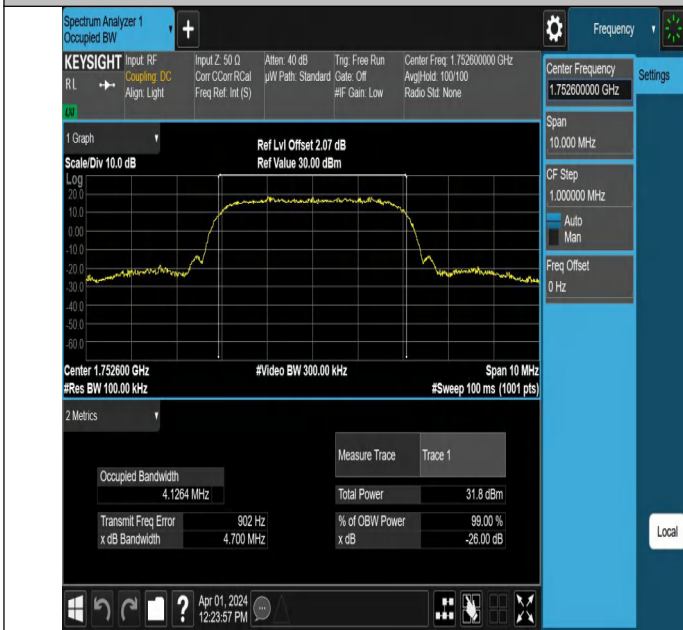 Spectrum Analyzer 1
Occupied BW
+
Frequency
KEYSIGHT
RL
Input: RF
Coupling: DC
Align: Light
Input Z: 50 Ω
Corr CCorr RCal
Freq Ref: Int (S)
Atten: 40 dB
µW Path: Standard
Trig: Free Run
Gate: Off
#IF Gain: Low
Center Freq: 1.752600000 GHz
Avg|Hold: 100/100
Radio Std: None
Center Frequency
1.752600000 GHz
Settings
Span
10.000 MHz
CF Step
1.000000 MHz
Auto
Man
Freq Offset
0 Hz
1 Graph
Scale/Div 10.0 dB
Ref Lvl Offset 2.07 dB
Ref Value 30.00 dBm
Log
20.0
10.0
0.00
-10.0
-20.0
-30.0
-40.0
-50.0
-60.0
Center 1.752600 GHz
#Video BW 300.00 kHz
Span 10 MHz
#Res BW 100.00 kHz
#Sweep 100 ms (1001 pts)
2 Metrics
Measure Trace Trace 1
Occupied Bandwidth
4.1264 MHz
Total Power 31.8 dBm
Transmit Freq Error 902 Hz
% of OBW Power 99.00 %
x dB Bandwidth 4.700 MHz
x dB -26.00 dB
Local
?
Apr 01, 2024
12:23:57 PM